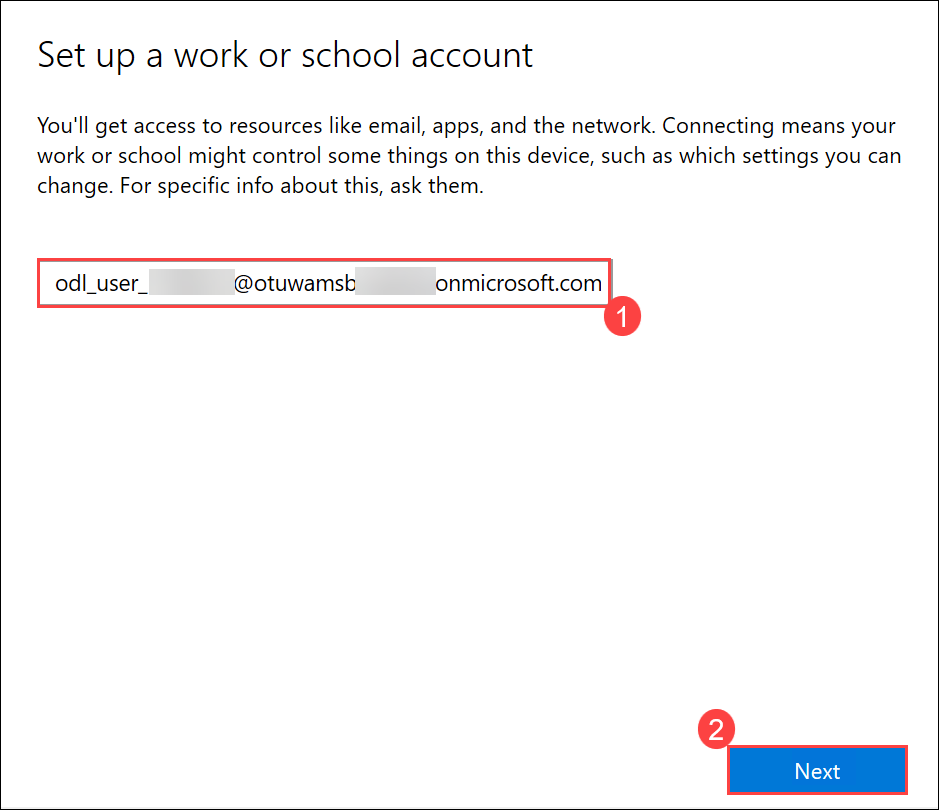 Set up a work or school account
You'll get access to resources like email, apps, and the network. Connecting means your
work or school might control some things on this device, such as which settings you can
change. For specific info about this, ask them.
odl_user_ @otuwamsb onmicrosoft.com
1
2
Next